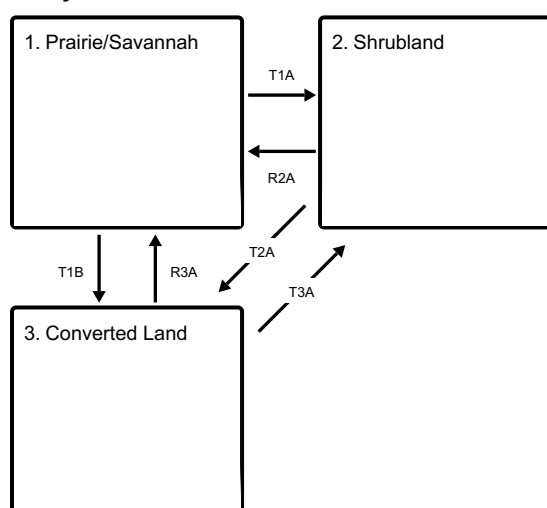 1. Prairie/Savannah
2. Shrubland
T1A
R2A
T2A
T1B
R3A
T3A
3. Converted Land